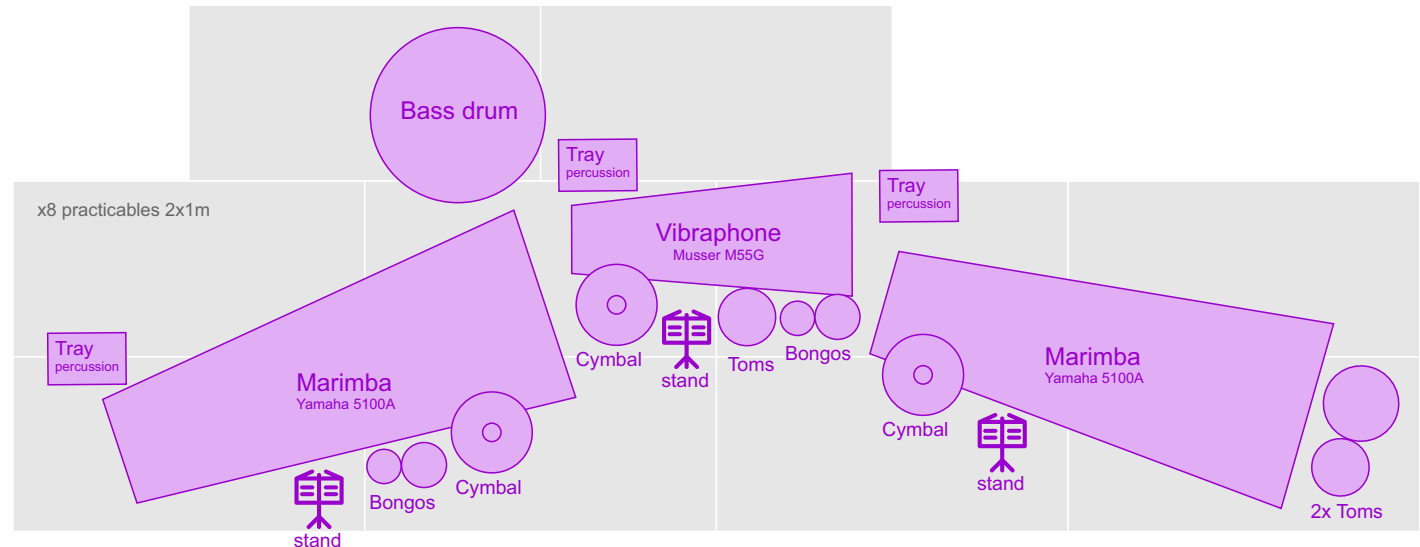 Bass drum
Tray
percussion
Tray
percussion
x8 practicables 2x1m
Vibraphone
Musser M55G
Tray
percussion
Marimba
Yamaha 5100A
Cymbal
stand
Toms
Bongos
Marimba
Yamaha 5100A
Cymbal
stand
Bongos
Cymbal
stand
2x Toms